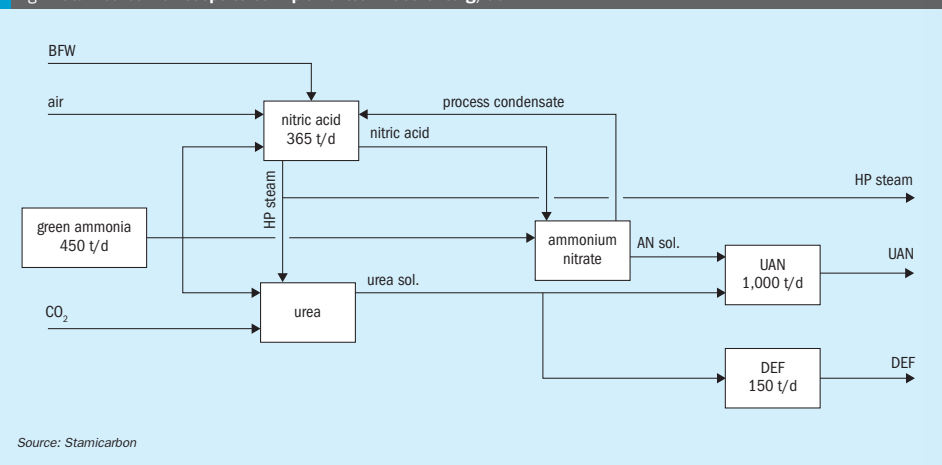 BFW
air
process condensate
nitric acid
365 t/d
nitric acid
HP steam
HP steam
green ammonia
450 t/d
ammonium
nitrate
AN sol.
UAN
1,000 t/d
UAN
urea sol.
urea
CO₂
DEF
150 t/d
DEF
Source: Stamicarbon